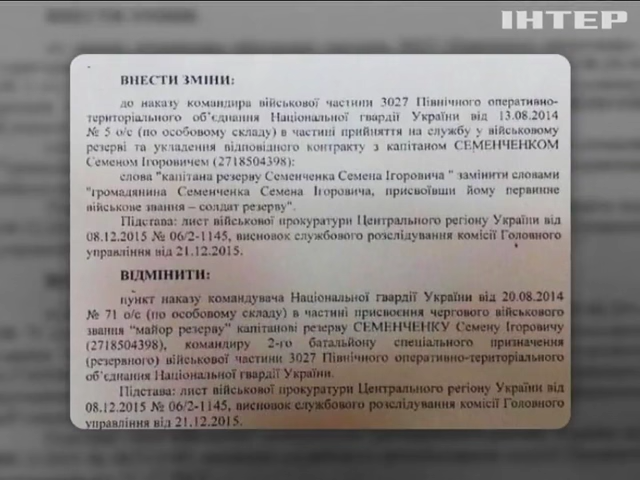 ІНТЕР
ВНЕСТИ ЗМІНИ:
до наказу командира військової частини 3027 Північного оперативно-
територіального об'єднання Національної гвардії України від 13.08.2014
№ 5 о/с (по особовому складу) в частині прийняття на службу у військовому
резерві та укладення відповідного контракту з капітаном СЕМЕНЧЕНКОМ
Семеном Ігоровичем (2718504398):
слова "капітана резерву Семенченка Семена Ігоровича " замінити словами
"громадянина Семенченка Семена Ігоровича, присвоївши йому первинне
військове звання – солдат резерву".
Підстава: лист військової прокуратури Центрального регіону України від
08.12.2015 № 06/2-1145, висновок службового розслідування комісії Головного
управління від 21.12.2015.
ВІДМІНИТИ:
пункт наказу командувача Національної гвардії України від 20.08.2014
№ 71 о/с (по особовому складу) в частині присвоєння чергового військового
звання "майор резерву" капітанові резерву СЕМЕНЧЕНКУ Семену Ігоровичу
(2718504398), командиру 2-го батальйону спеціального призначення
(резервного) військової частини 3027 Північного оперативно-територіального
об'єднання Національної гвардії України.
Підстава: лист військової прокуратури Центрального регіону України від
08.12.2015 № 06/2-1145, висновок службового розслідування комісії Головного
управління від 21.12.2015.